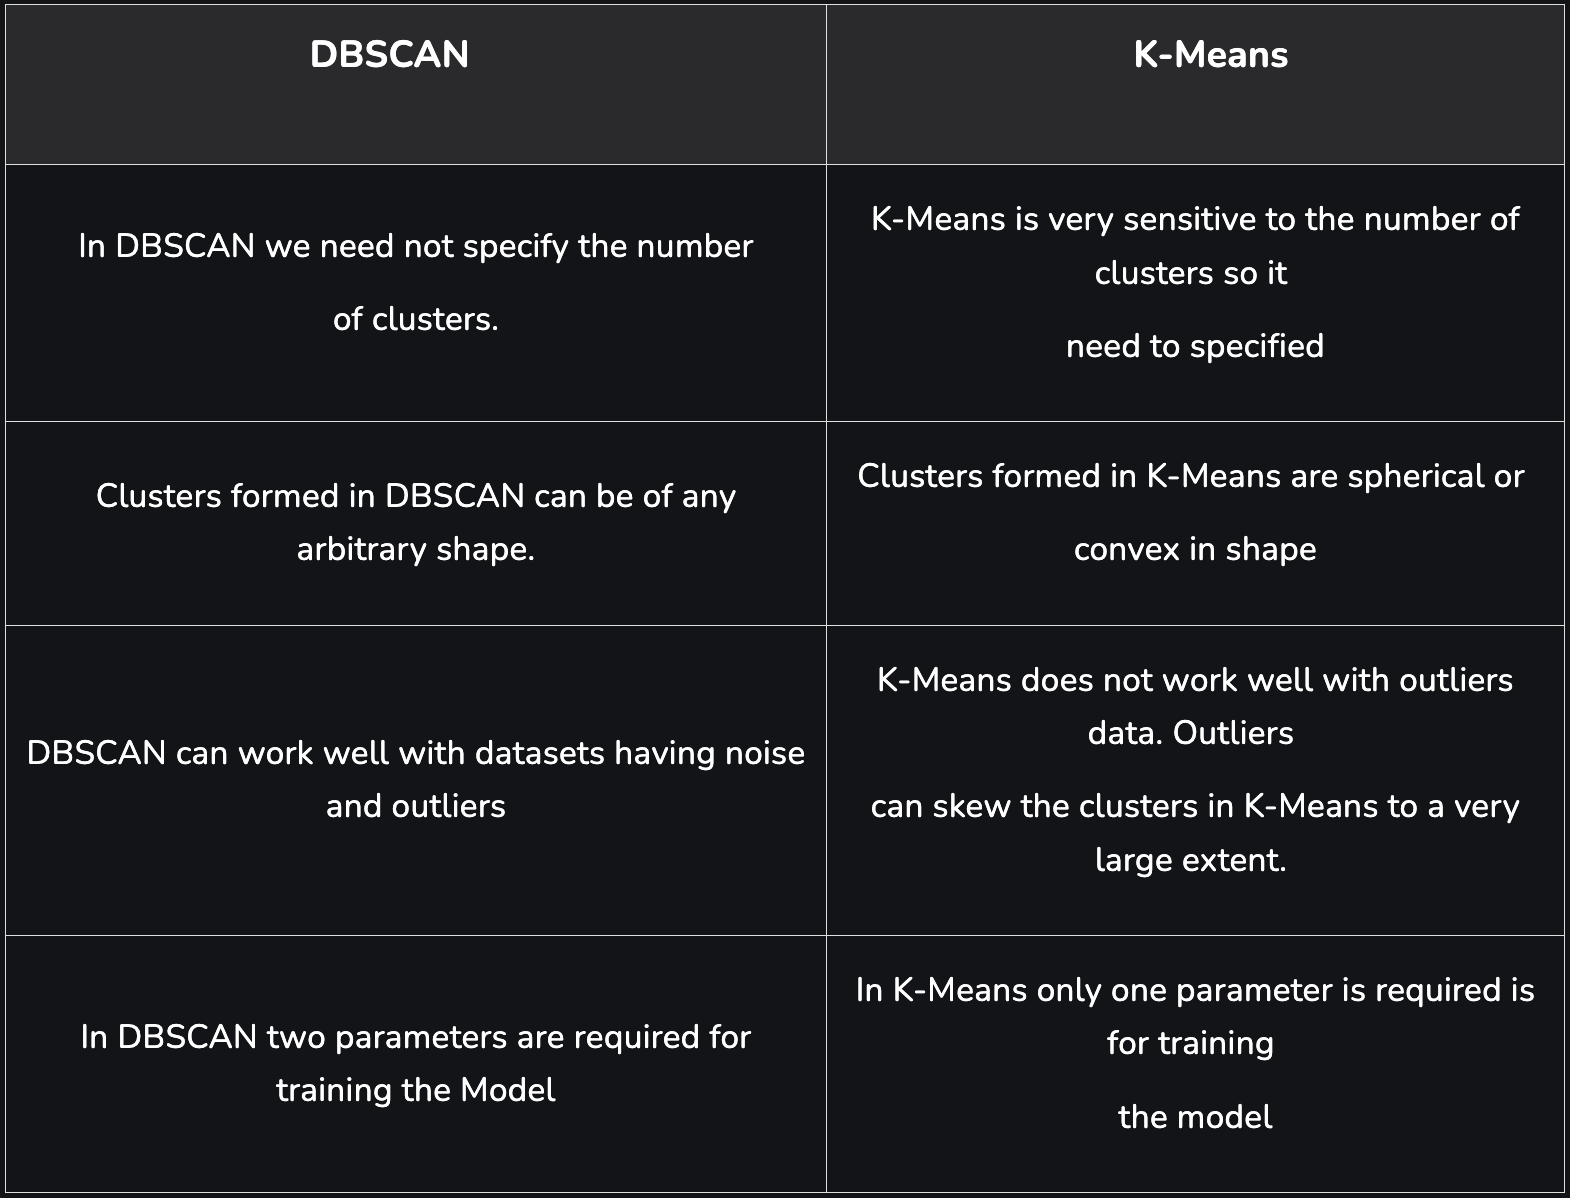 DBSCAN
K-Means
In DBSCAN we need not specify the number
of clusters.
K-Means is very sensitive to the number of
clusters so it
need to specified
Clusters formed in DBSCAN can be of any
arbitrary shape.
Clusters formed in K-Means are spherical or
convex in shape
DBSCAN can work well with datasets having noise
and outliers
K-Means does not work well with outliers
data. Outliers
can skew the clusters in K-Means to a very
large extent.
In DBSCAN two parameters are required for
training the Model
In K-Means only one parameter is required is
for training
the model